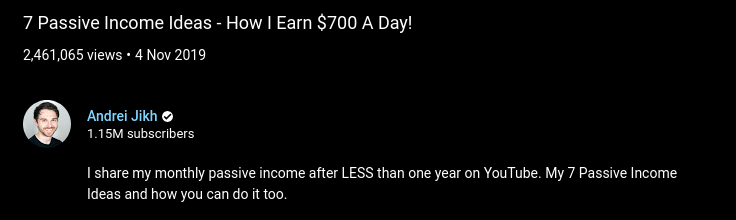 7 Passive Income Ideas - How I Earn $700 A Day!
2,461,065 views • 4 Nov 2019
Andrei Jikh
1.15M subscribers
I share my monthly passive income after LESS than one year on YouTube. My 7 Passive Income
Ideas and how you can do it too.